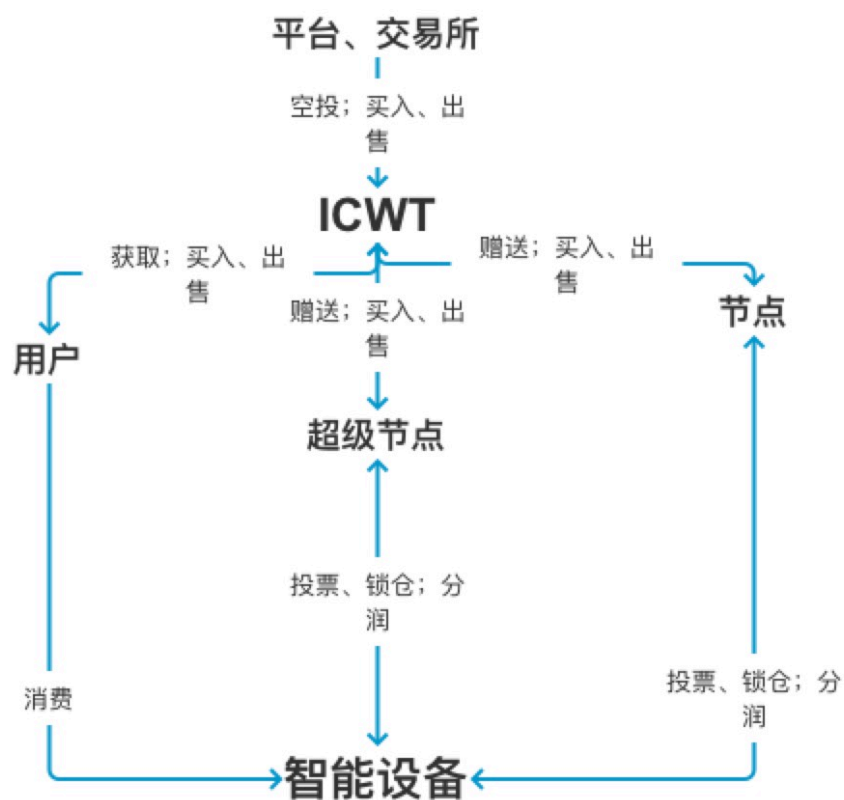 平台、交易所
空投；买入、出
售
ICWT
获取；买入、出
售
赠送；买入、出
售
赠送；买入、出
售
节点
用户
超级节点
投票、锁仓；分
润
消费
投票、锁仓；分
润
智能设备